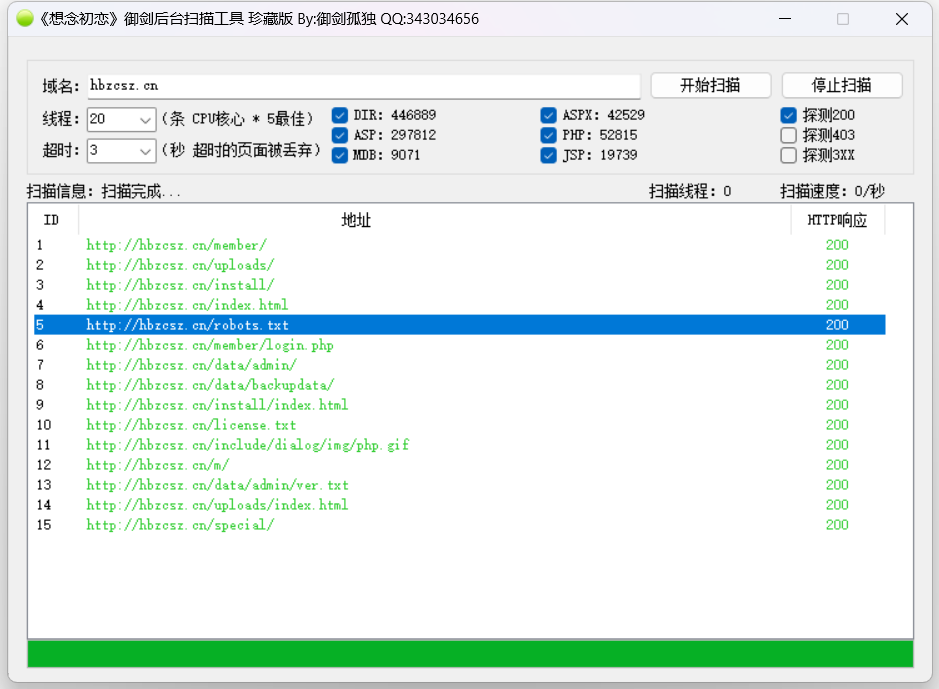 《想念初恋》御剑后台扫描工具 珍藏版 By:御剑孤独 QQ:343034656
域名: hbzcsz.cn 开始扫描 停止扫描
线程: 20 (条 CPU核心 * 5最佳) DIR: 446889 ASPX: 42529 探测200
ASP: 297812 PHP: 52815 探测403
超时: 3 (秒 超时的页面被丢弃) MDB: 9071 JSP: 19739 探测3XX
扫描信息: 扫描完成... 扫描线程: 0 扫描速度: 0/秒
ID 地址 HTTP响应
1 http://hbzcsz.cn/member/ 200
2 http://hbzcsz.cn/uploads/ 200
3 http://hbzcsz.cn/install/ 200
4 http://hbzcsz.cn/index.html 200
5 http://hbzcsz.cn/robots.txt 200
6 http://hbzcsz.cn/member/login.php 200
7 http://hbzcsz.cn/data/admin/ 200
8 http://hbzcsz.cn/data/backupdata/ 200
9 http://hbzcsz.cn/install/index.html 200
10 http://hbzcsz.cn/license.txt 200
11 http://hbzcsz.cn/include/dialog/img/php.gif 200
12 http://hbzcsz.cn/m/ 200
13 http://hbzcsz.cn/data/admin/ver.txt 200
14 http://hbzcsz.cn/uploads/index.html 200
15 http://hbzcsz.cn/special/ 200